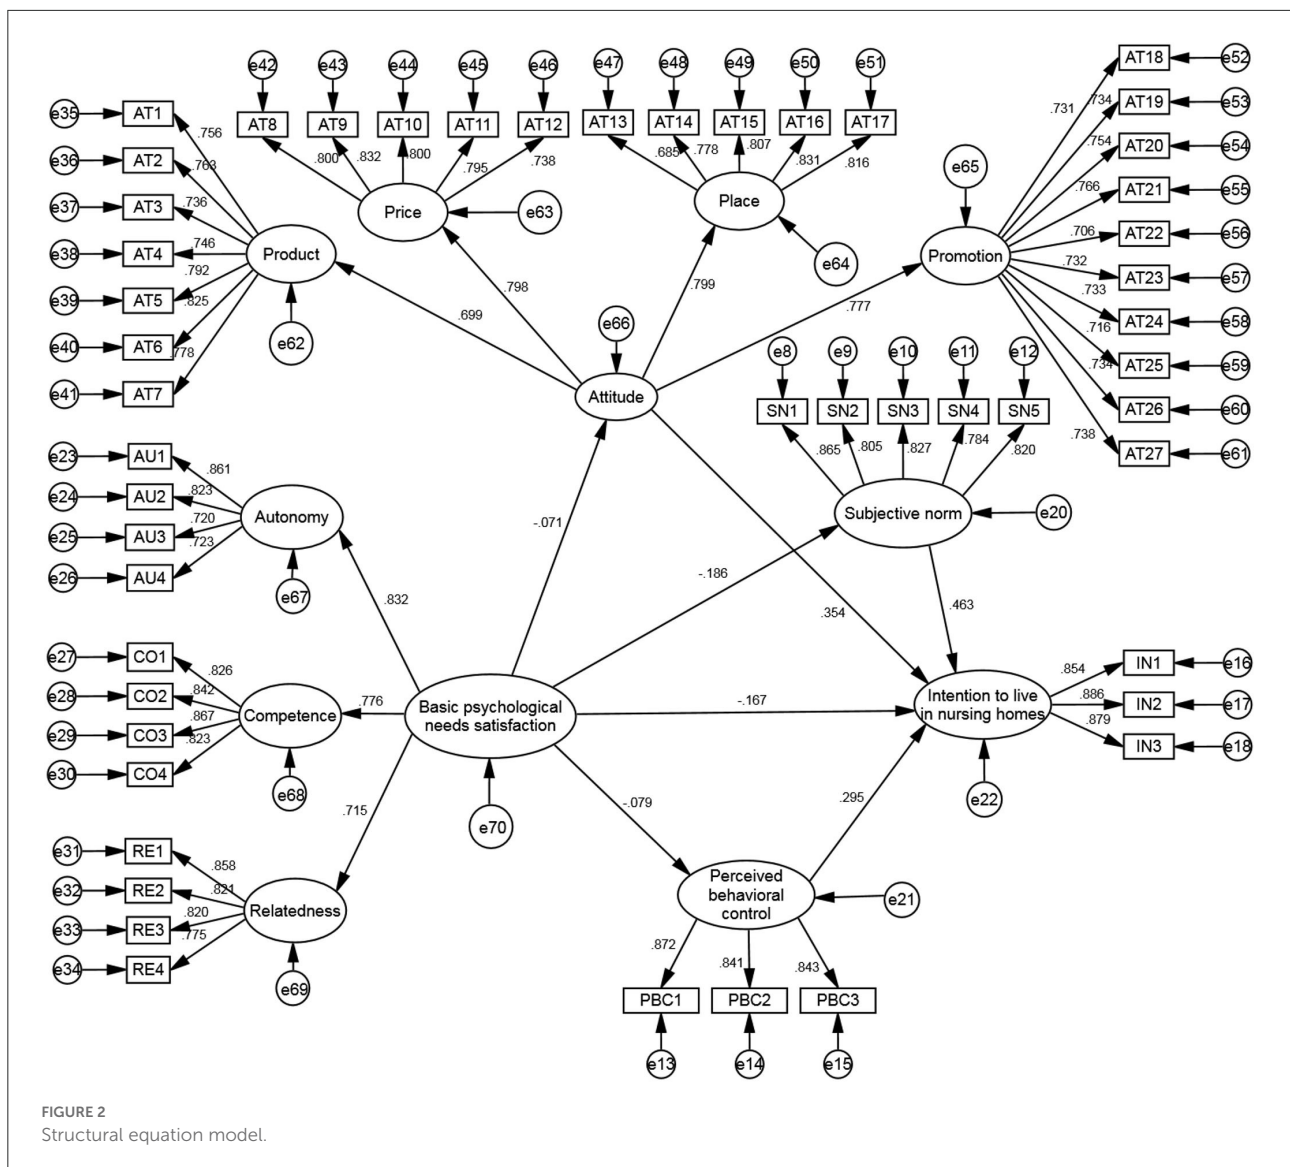 e42 e43 e44 e45 e46
AT8 AT9 AT10 AT11 AT12
.800 .832 .800 .795 .738
Price
e63
e47 e48 e49 e50 e51
AT13 AT14 AT15 AT16 AT17
.685 .778 .807 .831 .816
Place
e64
e35 AT1 .756
e36 AT2 .763
e37 AT3 .736
e38 AT4 .746
e39 AT5 .792
e40 AT6 .825
e41 AT7 .778
Product
e62
e65
Promotion
.731 AT18 e52
.734 AT19 e53
.754 AT20 e54
.766 AT21 e55
.706 AT22 e56
.732 AT23 e57
.733 AT24 e58
.716 AT25 e59
.734 AT26 e60
.738 AT27 e61
.699 .798 .799 .777
e66
Attitude
e8 e9 e10 e11 e12
SN1 SN2 SN3 SN4 SN5
.865 .805 .827 .784 .820
Subjective norm
e20
e23 AU1 .861
e24 AU2 .823
e25 AU3 .720
e26 AU4 .723
Autonomy
e67
.832
-.071
-.186
.354
.463
e27 CO1 .826
e28 CO2 .842
e29 CO3 .867
e30 CO4 .823
Competence
e68
.776
Basic psychological
needs satisfaction
e70
-.167
Intention to live
in nursing homes
e22
.854 IN1 e16
.886 IN2 e17
.879 IN3 e18
.715
-.079
.295
e31 RE1 .858
e32 RE2 .821
e33 RE3 .820
e34 RE4 .775
Relatedness
e69
Perceived
behavioral
control
e21
.872 .841 .843
PBC1 PBC2 PBC3
e13 e14 e15
FIGURE 2
Structural equation model.